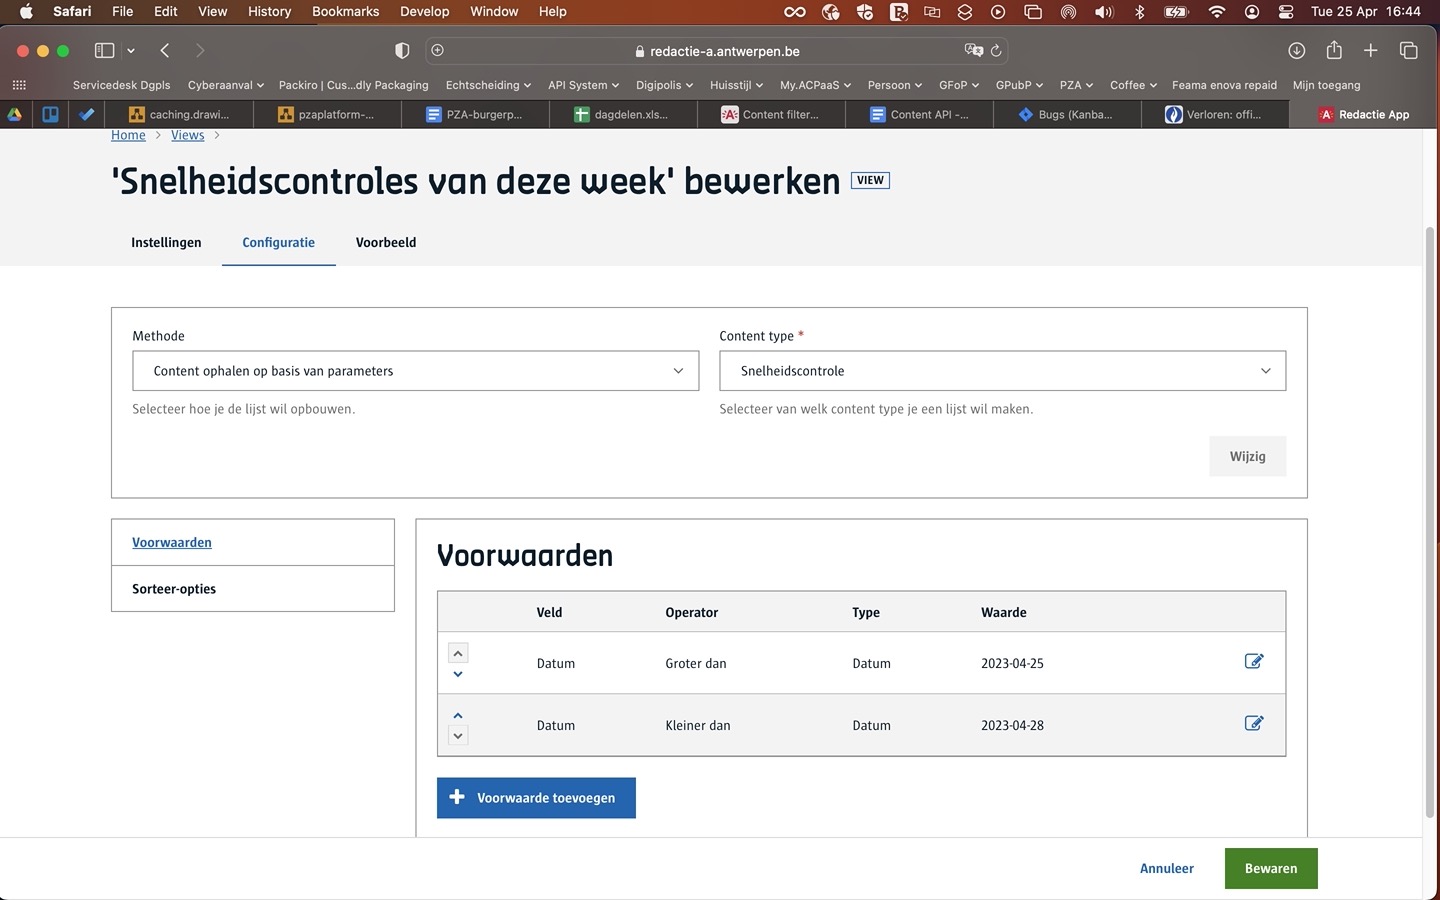 Safari File Edit View History Bookmarks Develop Window Help Tue 25 Apr 16:44
redactie-a.antwerpen.be
Servicedesk Dgpls Cyberaanval Packiro | Cus...dly Packaging Echtscheiding API System Digipolis Huisstijl My.ACPaaS Persoon GFoP GPubP PZA Coffee Feama enova repaid Mijn toegang
caching.drawi... pzaplatform-... PZA-burgerp... dagdelen.xls... Content filter... Content API -... Bugs (Kanba... Verloren: offi... Redactie App
Home > Views >
'Snelheidscontroles van deze week' bewerken VIEW
Instellingen Configuratie Voorbeeld
Methode Content type *
Content ophalen op basis van parameters Snelheidscontrole
Selecteer hoe je de lijst wil opbouwen. Selecteer van welk content type je een lijst wil maken.
Wijzig
Voorwaarden
Sorteer-opties
Voorwaarden
Veld Operator Type Waarde
Datum Groter dan Datum 2023-04-25
Datum Kleiner dan Datum 2023-04-28
+ Voorwaarde toevoegen
Annuleer Bewaren